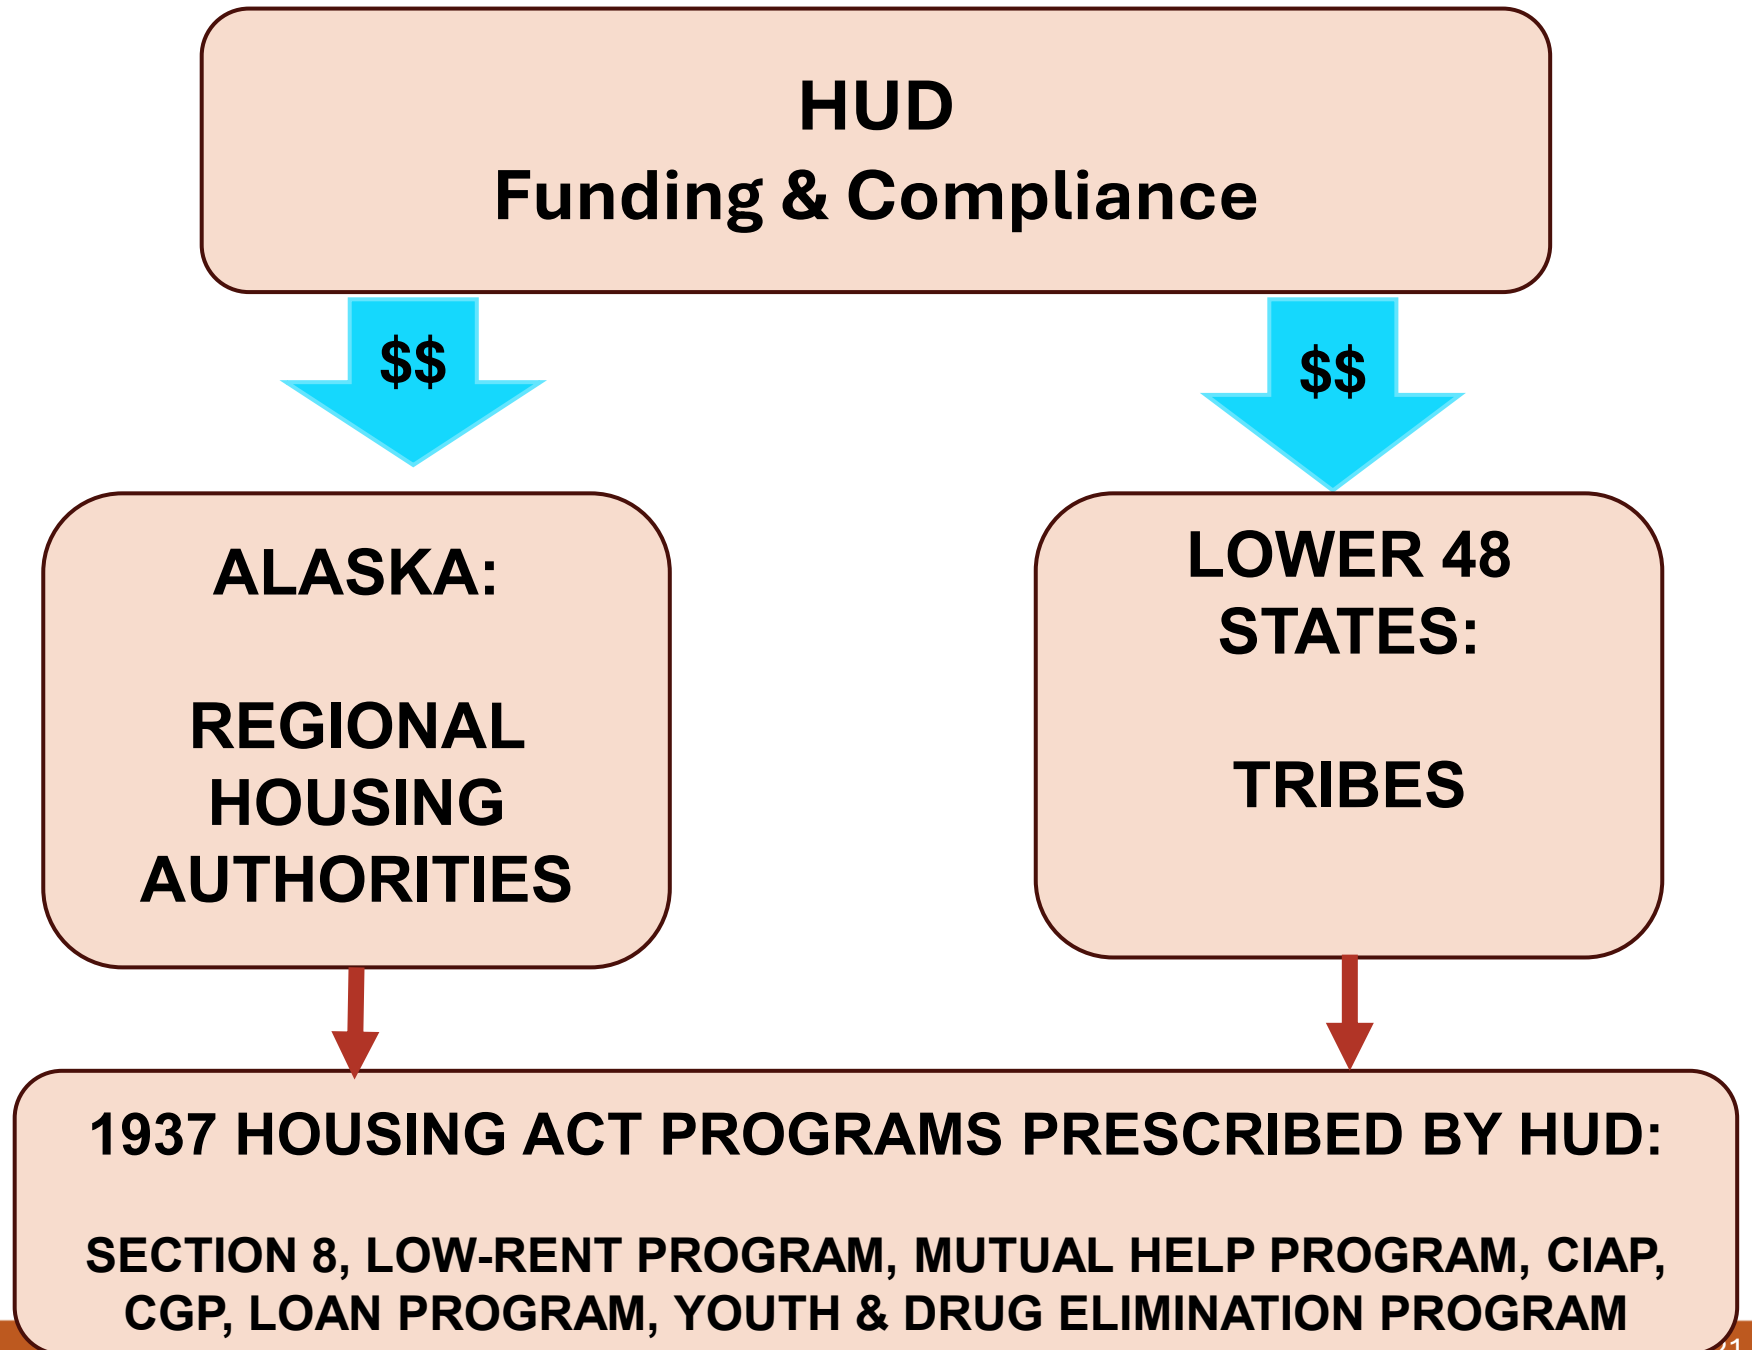 HUD
Funding & Compliance
$$
$$
ALASKA:
REGIONAL
HOUSING
AUTHORITIES
LOWER 48
STATES:
TRIBES
1937 HOUSING ACT PROGRAMS PRESCRIBED BY HUD:
SECTION 8, LOW-RENT PROGRAM, MUTUAL HELP PROGRAM, CIAP,
CGP, LOAN PROGRAM, YOUTH & DRUG ELIMINATION PROGRAM